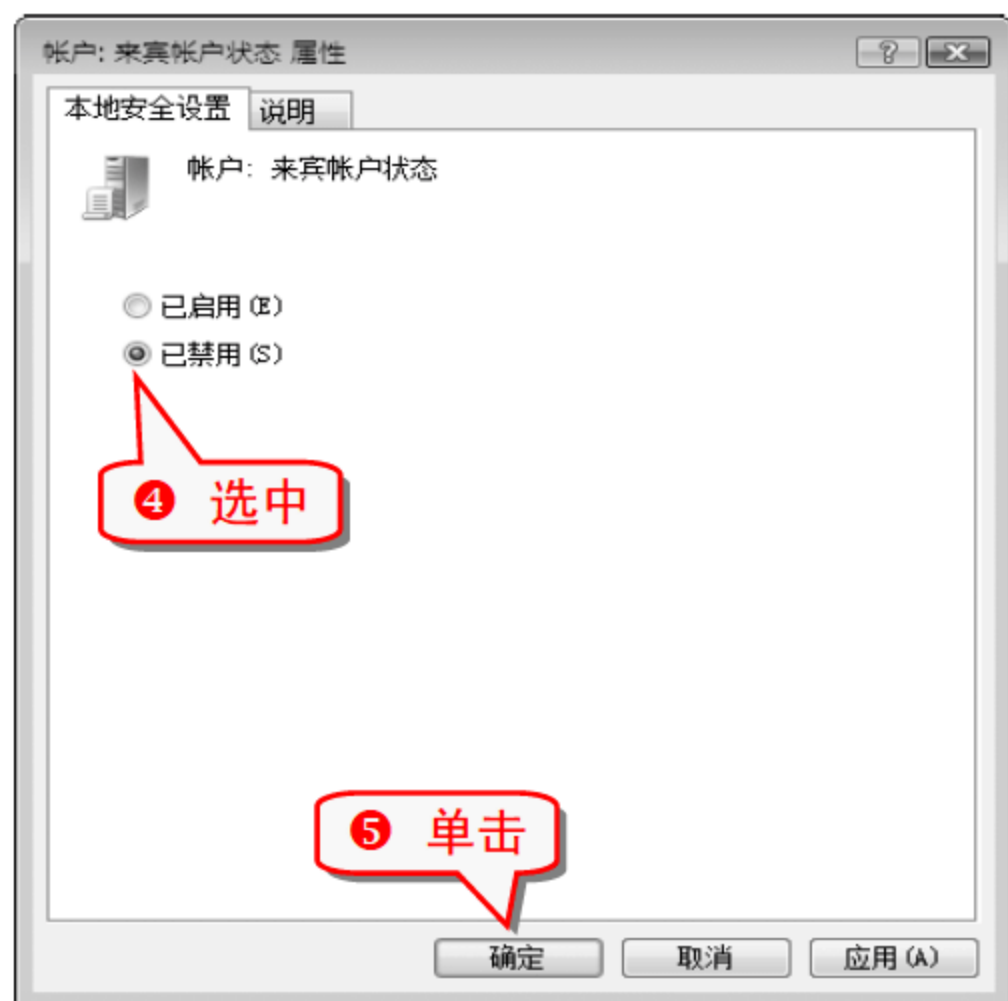 帐户: 来宾帐户状态 属性
本地安全设置 说明
帐户: 来宾帐户状态
已启用(E)
已禁用(S)
❹ 选中
❺ 单击
确定 取消 应用(A)